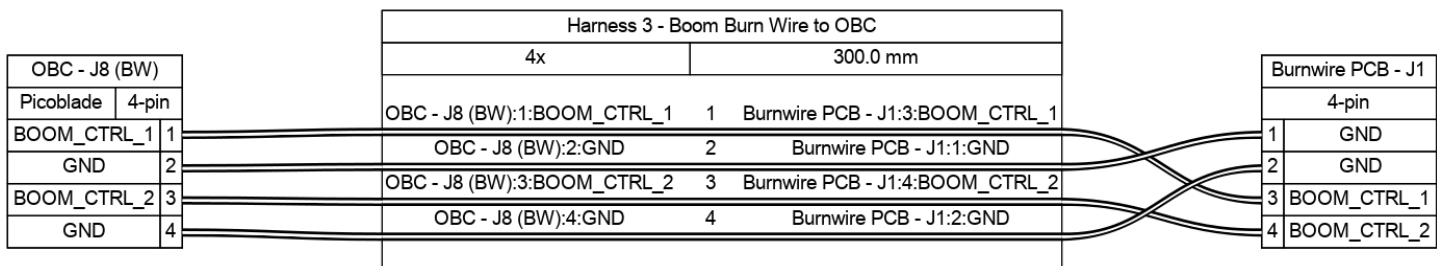 Harness 3 - Boom Burn Wire to OBC
4x 300.0 mm
OBC - J8 (BW)
Picoblade 4-pin
BOOM_CTRL_1 1
GND 2
BOOM_CTRL_2 3
GND 4
OBC - J8 (BW):1:BOOM_CTRL_1 1 Burnwire PCB - J1:3:BOOM_CTRL_1
OBC - J8 (BW):2:GND 2 Burnwire PCB - J1:1:GND
OBC - J8 (BW):3:BOOM_CTRL_2 3 Burnwire PCB - J1:4:BOOM_CTRL_2
OBC - J8 (BW):4:GND 4 Burnwire PCB - J1:2:GND
Burnwire PCB - J1
4-pin
1 GND
2 GND
3 BOOM_CTRL_1
4 BOOM_CTRL_2